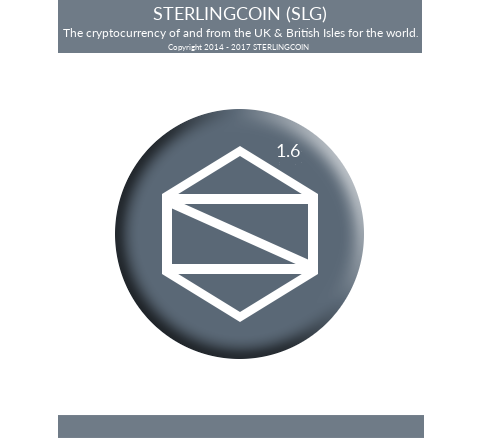 STERLINGCOIN (SLG)
The cryptocurrency of and from the UK & British Isles for the world.
Copyright 2014 - 2017 STERLINGCOIN
1.6